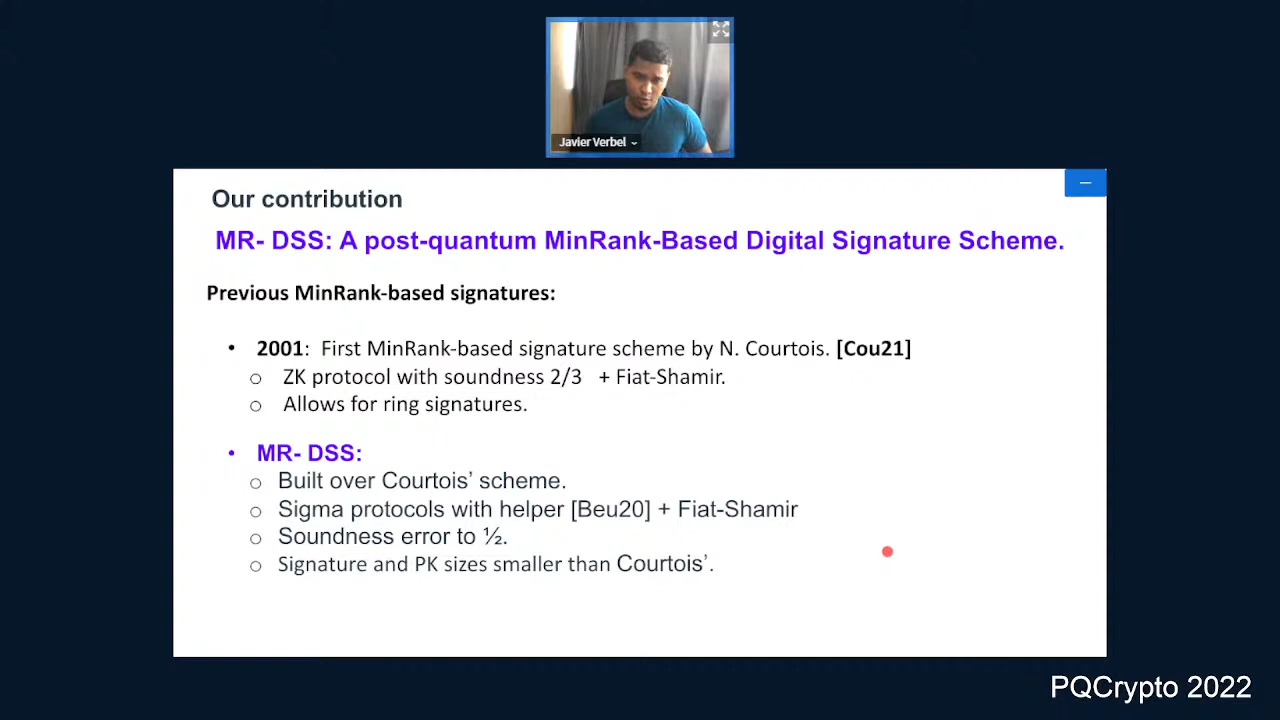 Javier Verbel
Our contribution
MR- DSS: A post-quantum MinRank-Based Digital Signature Scheme.
Previous MinRank-based signatures:
• 2001: First MinRank-based signature scheme by N. Courtois. [Cou21]
o ZK protocol with soundness 2/3 + Fiat-Shamir.
o Allows for ring signatures.
• MR- DSS:
o Built over Courtois’ scheme.
o Sigma protocols with helper [Beu20] + Fiat-Shamir
o Soundness error to ½.
o Signature and PK sizes smaller than Courtois’.
PQCrypto 2022